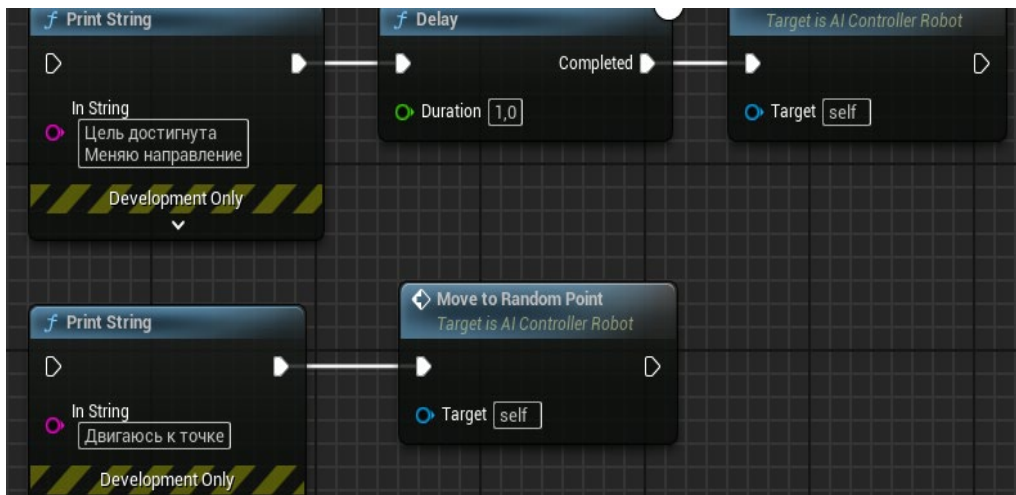 Print String
Delay
Target is AI Controller Robot
Completed
In String
Duration 1,0
Target self
Цель достигнута
Меняю направление
Development Only
Move to Random Point
Print String
Target is AI Controller Robot
In String
Target self
Двигаюсь к точке
Development Only